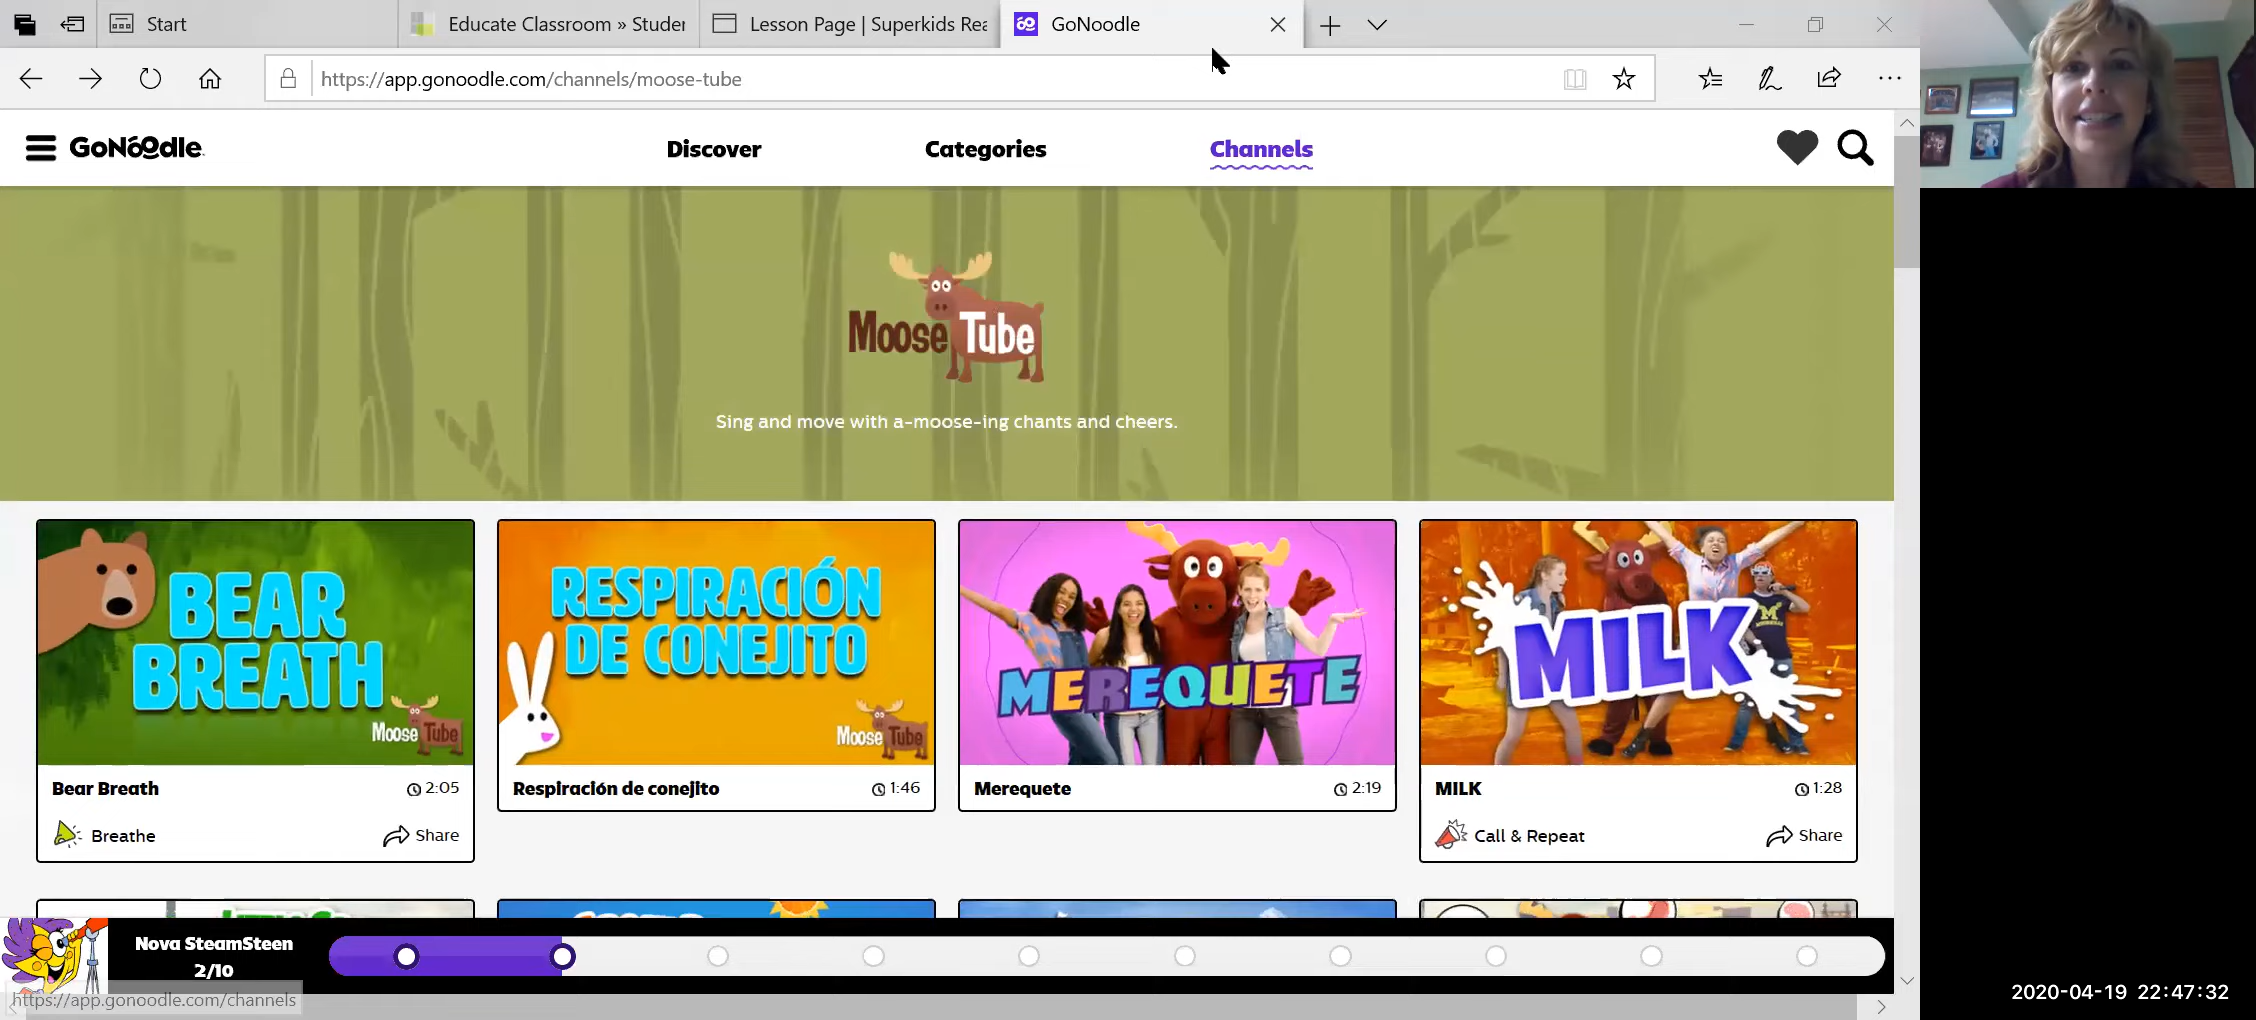 Start
Educate Classroom » Studer
Lesson Page | Superkids Rea
GoNoodle
https://app.gonoodle.com/channels/moose-tube
GoNoodle
Discover
Categories
Channels
Moose Tube
Sing and move with a-moose-ing chants and cheers.
BEAR
BREATH
Moose Tube
RESPIRACIÓN
DE CONEJITO
Moose Tube
MEREQUETE
M
MILK
Bear Breath 2:05
Breathe Share
Respiración de conejito 1:46
Merequete 2:19
MILK 1:28
Call & Repeat Share
Nova SteamSteen
2/10
https://app.gonoodle.com/channels
2020-04-19 22:47:32